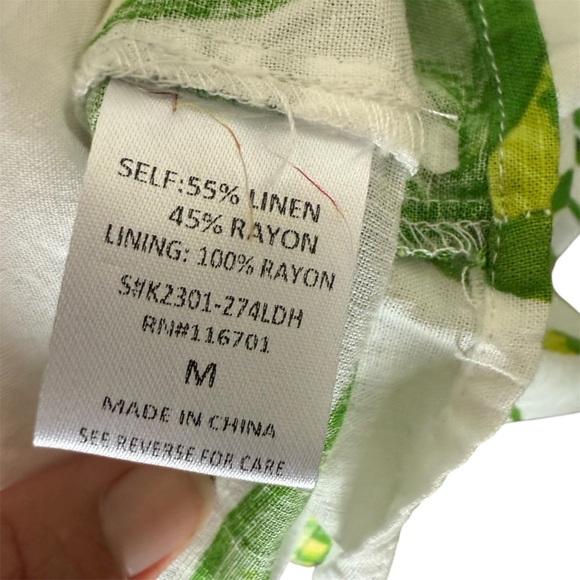 SELF:55% LINEN
45% RAYON
LINING: 100% RAYON
S#K2301-274LDH
RN#116701
M
MADE IN CHINA
SEE REVERSE FOR CARE